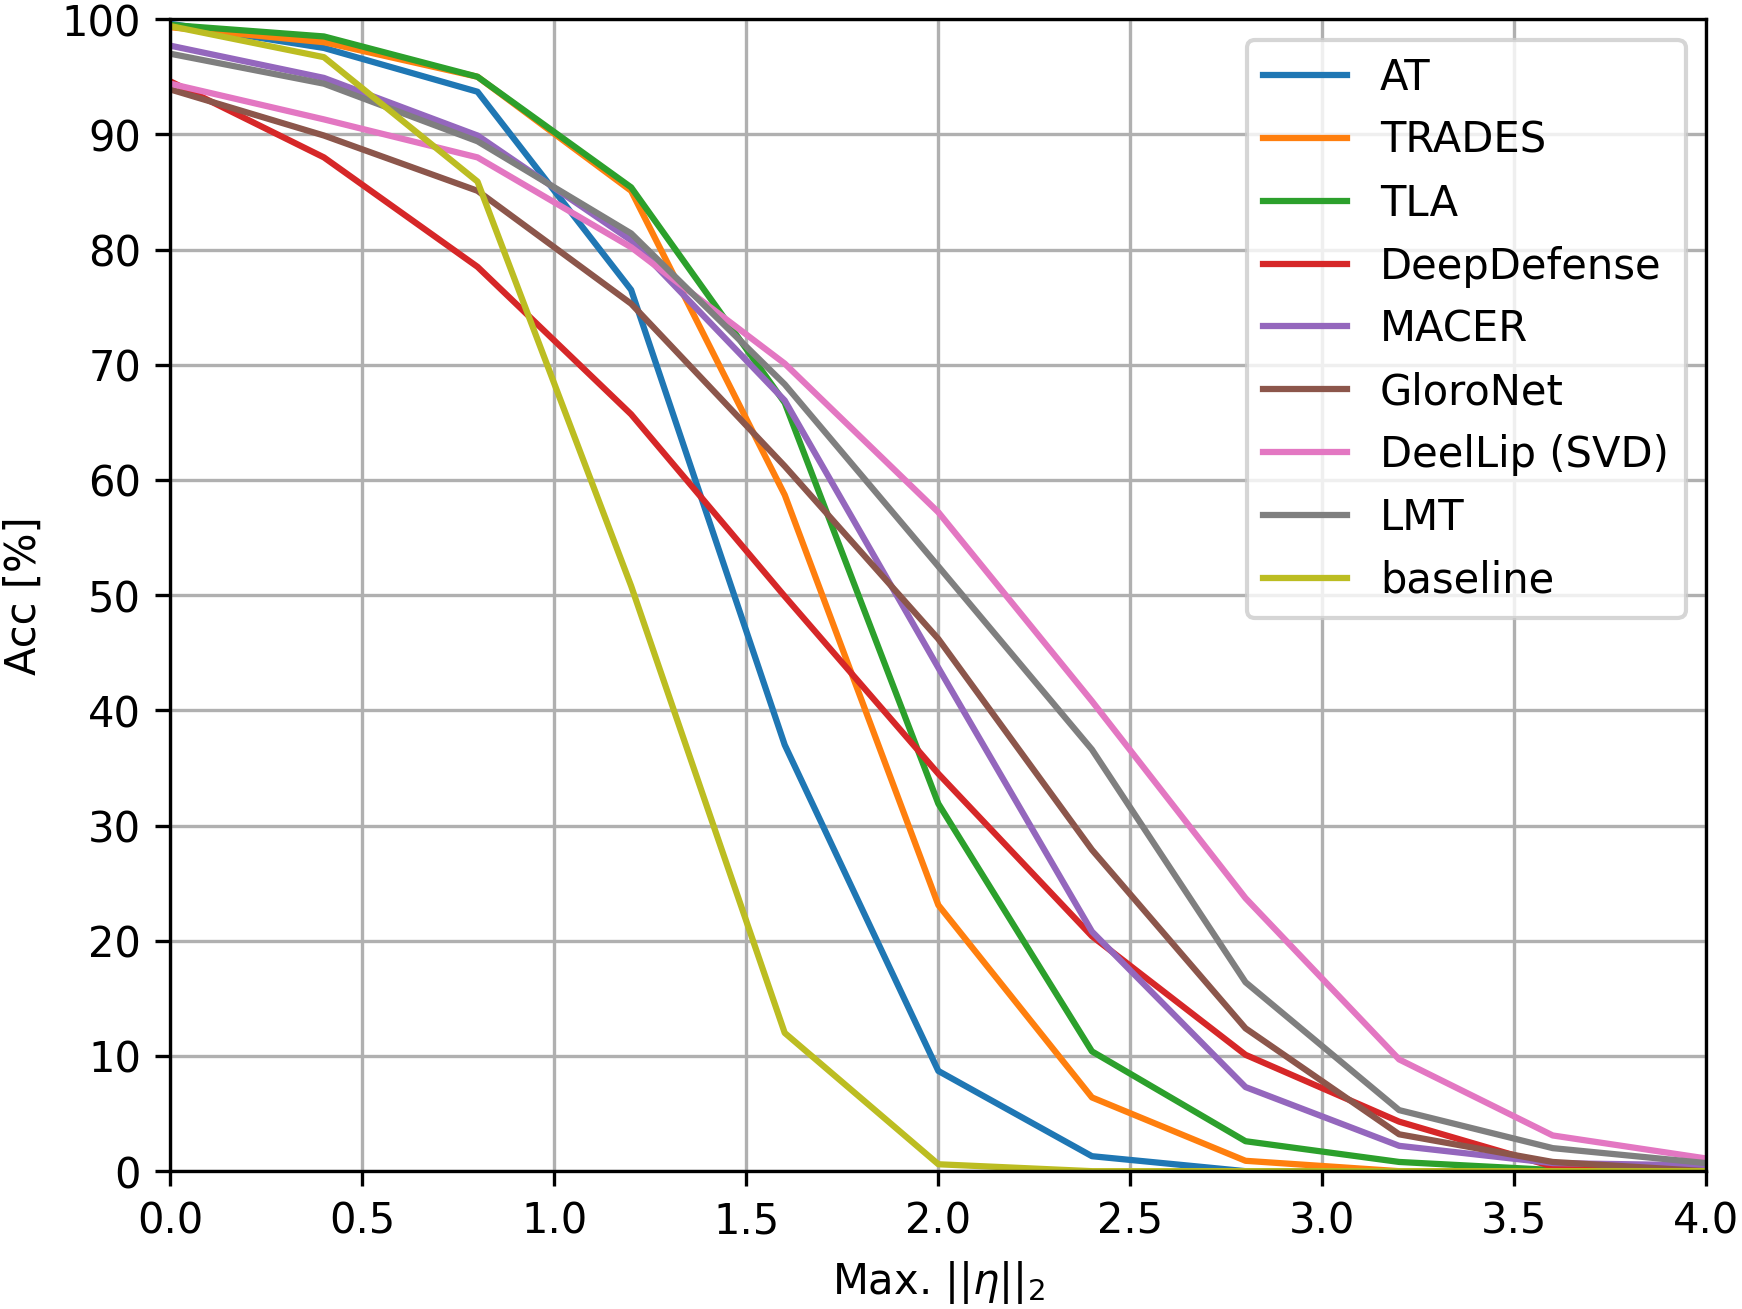 100
90
80
70
60
50
40
30
20
10
0
Acc [%]
0.0 0.5 1.0 1.5 2.0 2.5 3.0 3.5 4.0
Max. ||η||₂
AT
TRADES
TLA
DeepDefense
MACER
GloroNet
DeelLip (SVD)
LMT
baseline